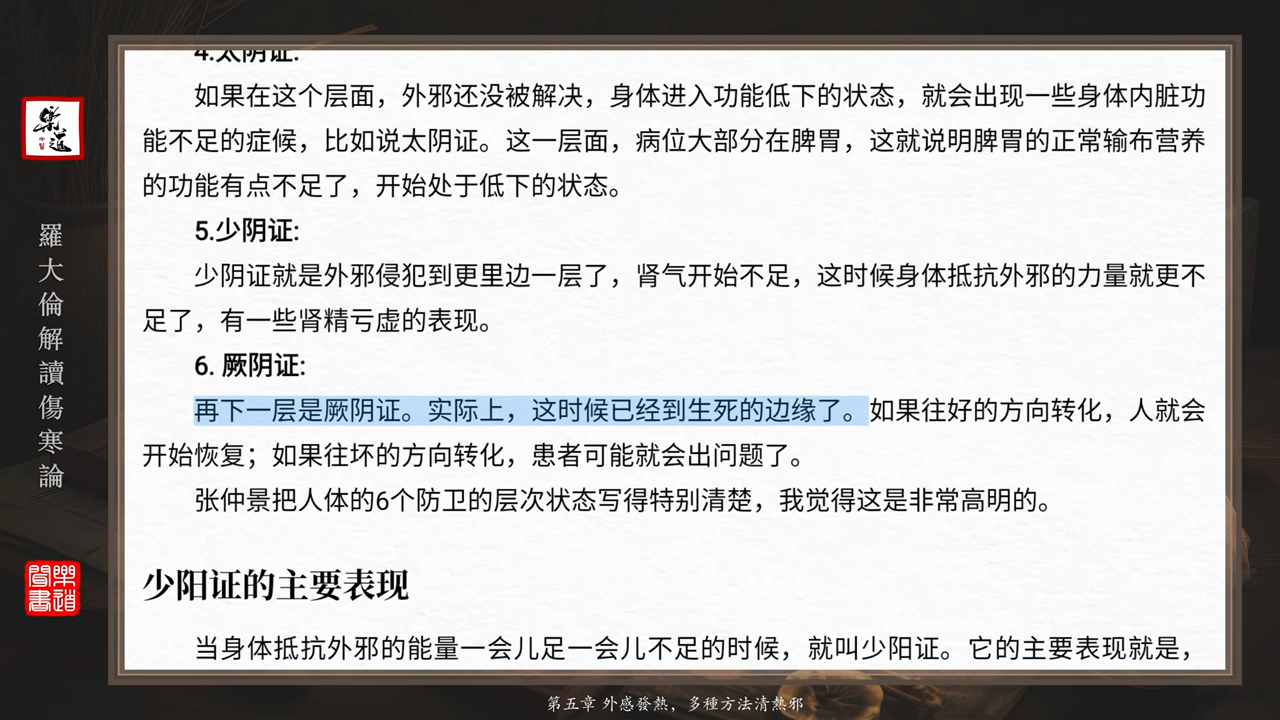 4.太阴证:
如果在这个层面，外邪还没被解决，身体进入功能低下的状态，就会出现一些身体内脏功
能不足的症候，比如说太阴证。这一层面，病位大部分在脾胃，这就说明脾胃的正常输布营养
的功能有点不足了，开始处于低下的状态。
5.少阴证:
少阴证就是外邪侵犯到更里边一层了，肾气开始不足，这时候身体抵抗外邪的力量就更不
足了，有一些肾精亏虚的表现。
6. 厥阴证:
再下一层是厥阴证。实际上，这时候已经到生死的边缘了。如果往好的方向转化，人就会
开始恢复；如果往坏的方向转化，患者可能就会出问题了。
张仲景把人体的6个防卫的层次状态写得特别清楚，我觉得这是非常高明的。
少阳证的主要表现
当身体抵抗外邪的能量一会儿足一会儿不足的时候，就叫少阳证。它的主要表现就是，
樂道
羅大倫解讀傷寒論
樂道
聞書
第五章 外感發熱，多種方法清熱邪